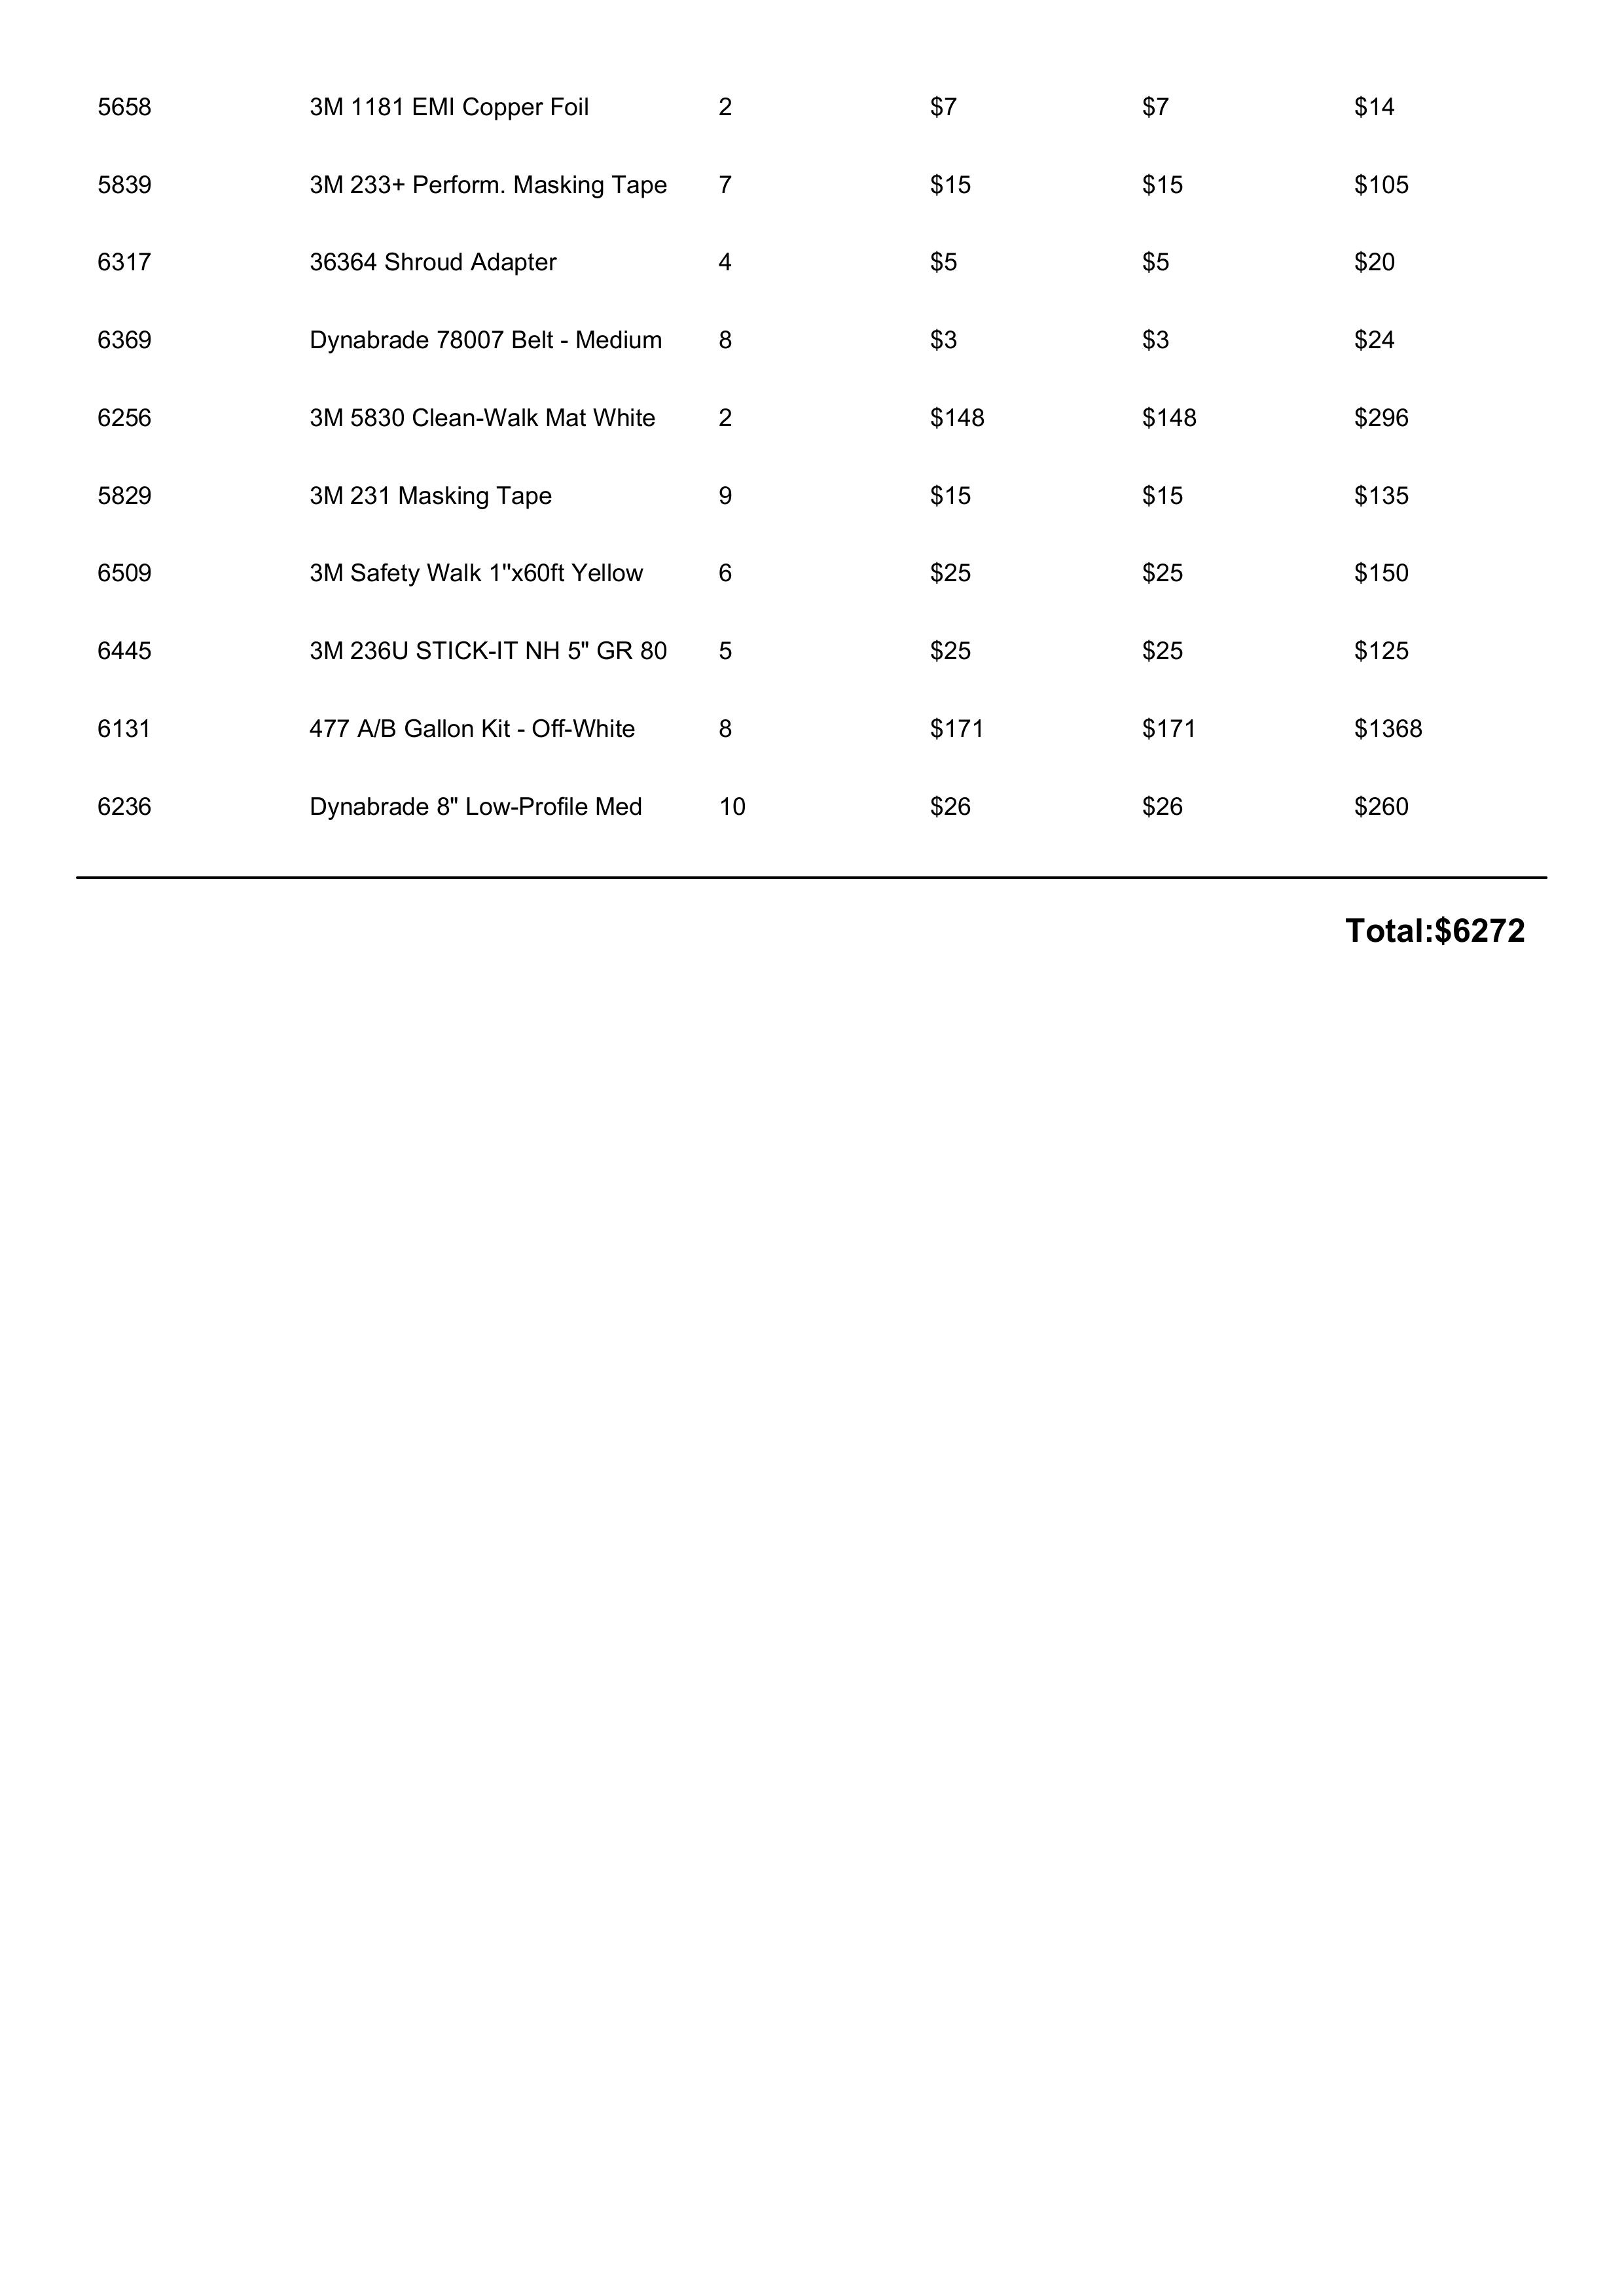 5658 3M 1181 EMI Copper Foil 2 $7 $7 $14
5839 3M 233+ Perform. Masking Tape 7 $15 $15 $105
6317 36364 Shroud Adapter 4 $5 $5 $20
6369 Dynabrade 78007 Belt - Medium 8 $3 $3 $24
6256 3M 5830 Clean-Walk Mat White 2 $148 $148 $296
5829 3M 231 Masking Tape 9 $15 $15 $135
6509 3M Safety Walk 1"x60ft Yellow 6 $25 $25 $150
6445 3M 236U STICK-IT NH 5" GR 80 5 $25 $25 $125
6131 477 A/B Gallon Kit - Off-White 8 $171 $171 $1368
6236 Dynabrade 8" Low-Profile Med 10 $26 $26 $260
Total:$6272